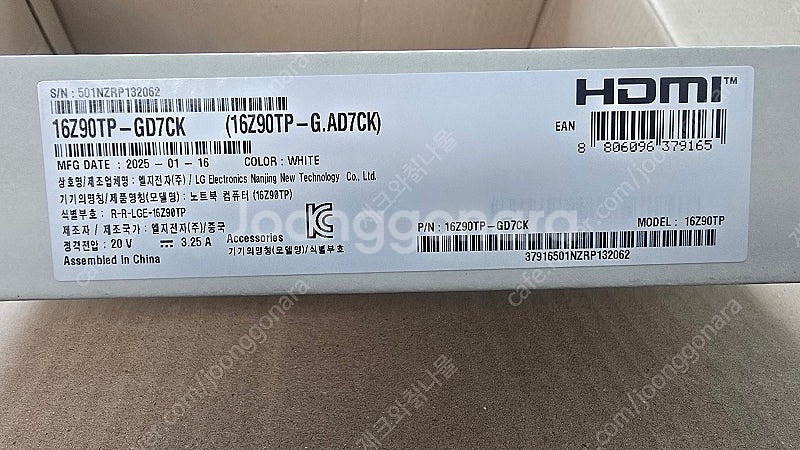 S/N : 501NZRP132062
HDMI™
16Z90TP-GD7CK (16Z90TP-G.AD7CK)
EAN
8 806096 379165
MFG DATE : 2025 - 01 - 16 COLOR : WHITE
상호명/제조업체명 : 엘지전자(주) / LG Electronics Nanjing New Technology Co., Ltd.
기기의명칭/제품명칭(모델명) : 노트북 컴퓨터 (16Z90TP)
식별부호 : R-R-LGE-16Z90TP
제조자 / 제조국가 : 엘지전자(주)/중국
정격전압 : 20 V ⎓ 3.25 A
Assembled In China
Accessories
기기의명칭(모델명)/식별부호
P/N : 16Z90TP-GD7CK
MODEL : 16Z90TP
37916501NZRP132062
joonggonara
cafe.naver.com/joonggonara